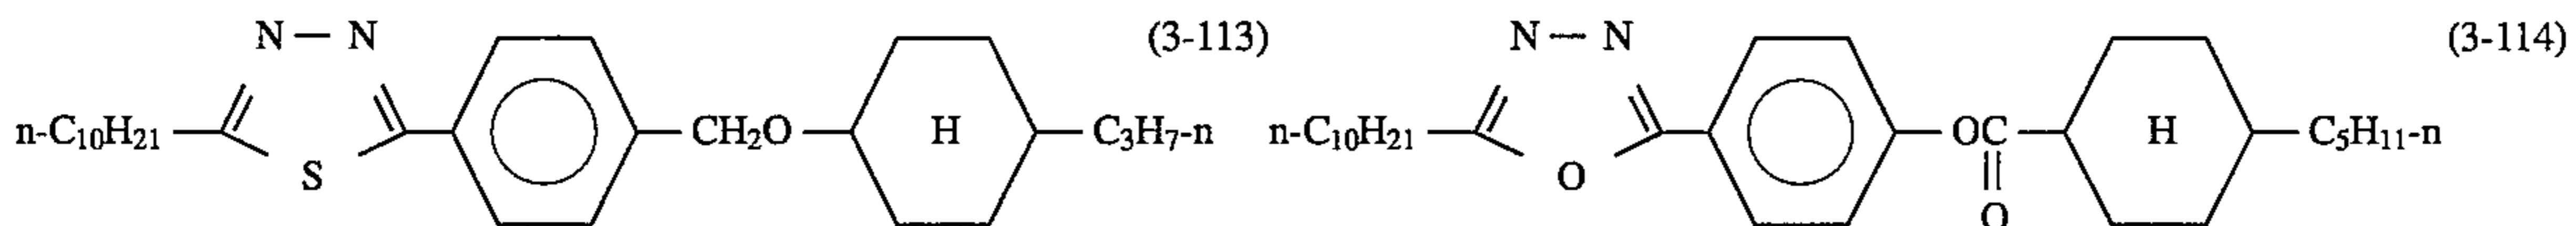 N — N (3-113) N — N (3-114)
n-C₁₀H₂₁ CH₂O H C₃H₇-n n-C₁₀H₂₁ OC H C₅H₁₁-n
S O O